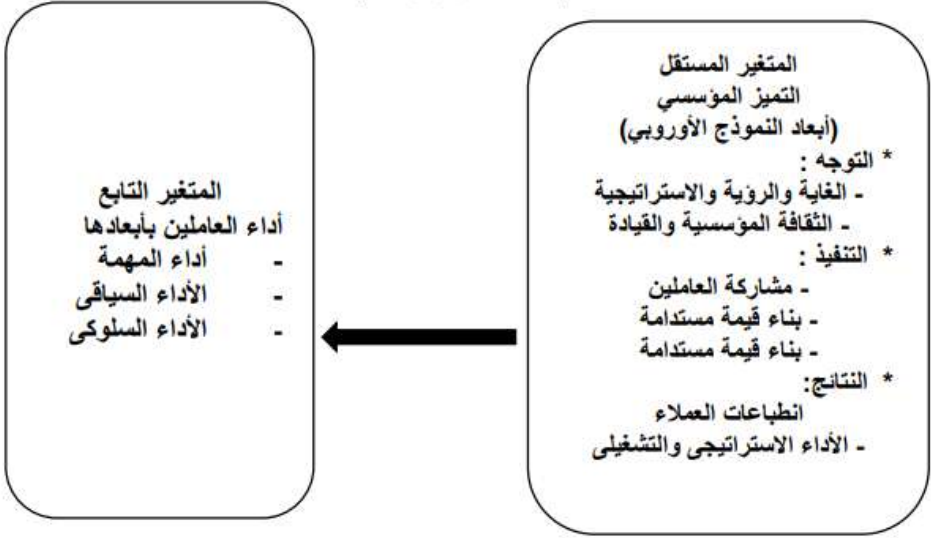 المتغير المستقل
التميز المؤسسي
(أبعاد النموذج الأوروبي)
* التوجه :
- الغاية والرؤية والاستراتيجية
- الثقافة المؤسسية والقيادة
* التنفيذ :
- مشاركة العاملين
- بناء قيمة مستدامة
- بناء قيمة مستدامة
* النتائج:
انطباعات العملاء
- الأداء الاستراتيجى والتشغيلى
المتغير التابع
أداء العاملين بأبعادها
- أداء المهمة
- الأداء السياقى
- الأداء السلوكى